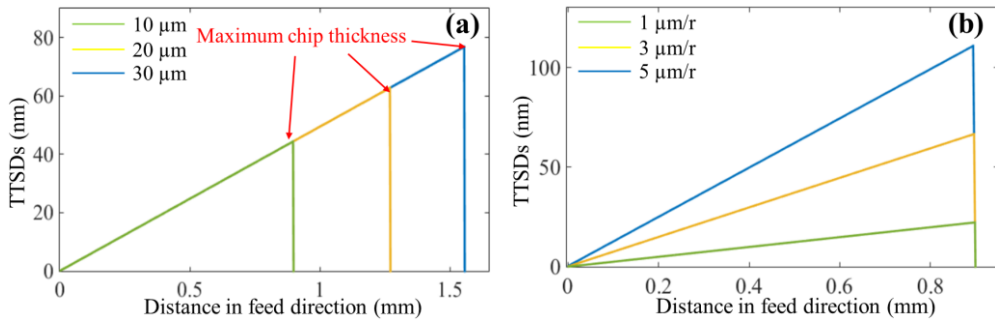 (a)
10 µm
20 µm
30 µm
Maximum chip thickness
80
60
40
20
0
TTSDs (nm)
0
0.5
1
1.5
Distance in feed direction (mm)
(b)
1 µm/r
3 µm/r
5 µm/r
100
50
0
TTSDs (nm)
0
0.2
0.4
0.6
0.8
Distance in feed direction (mm)